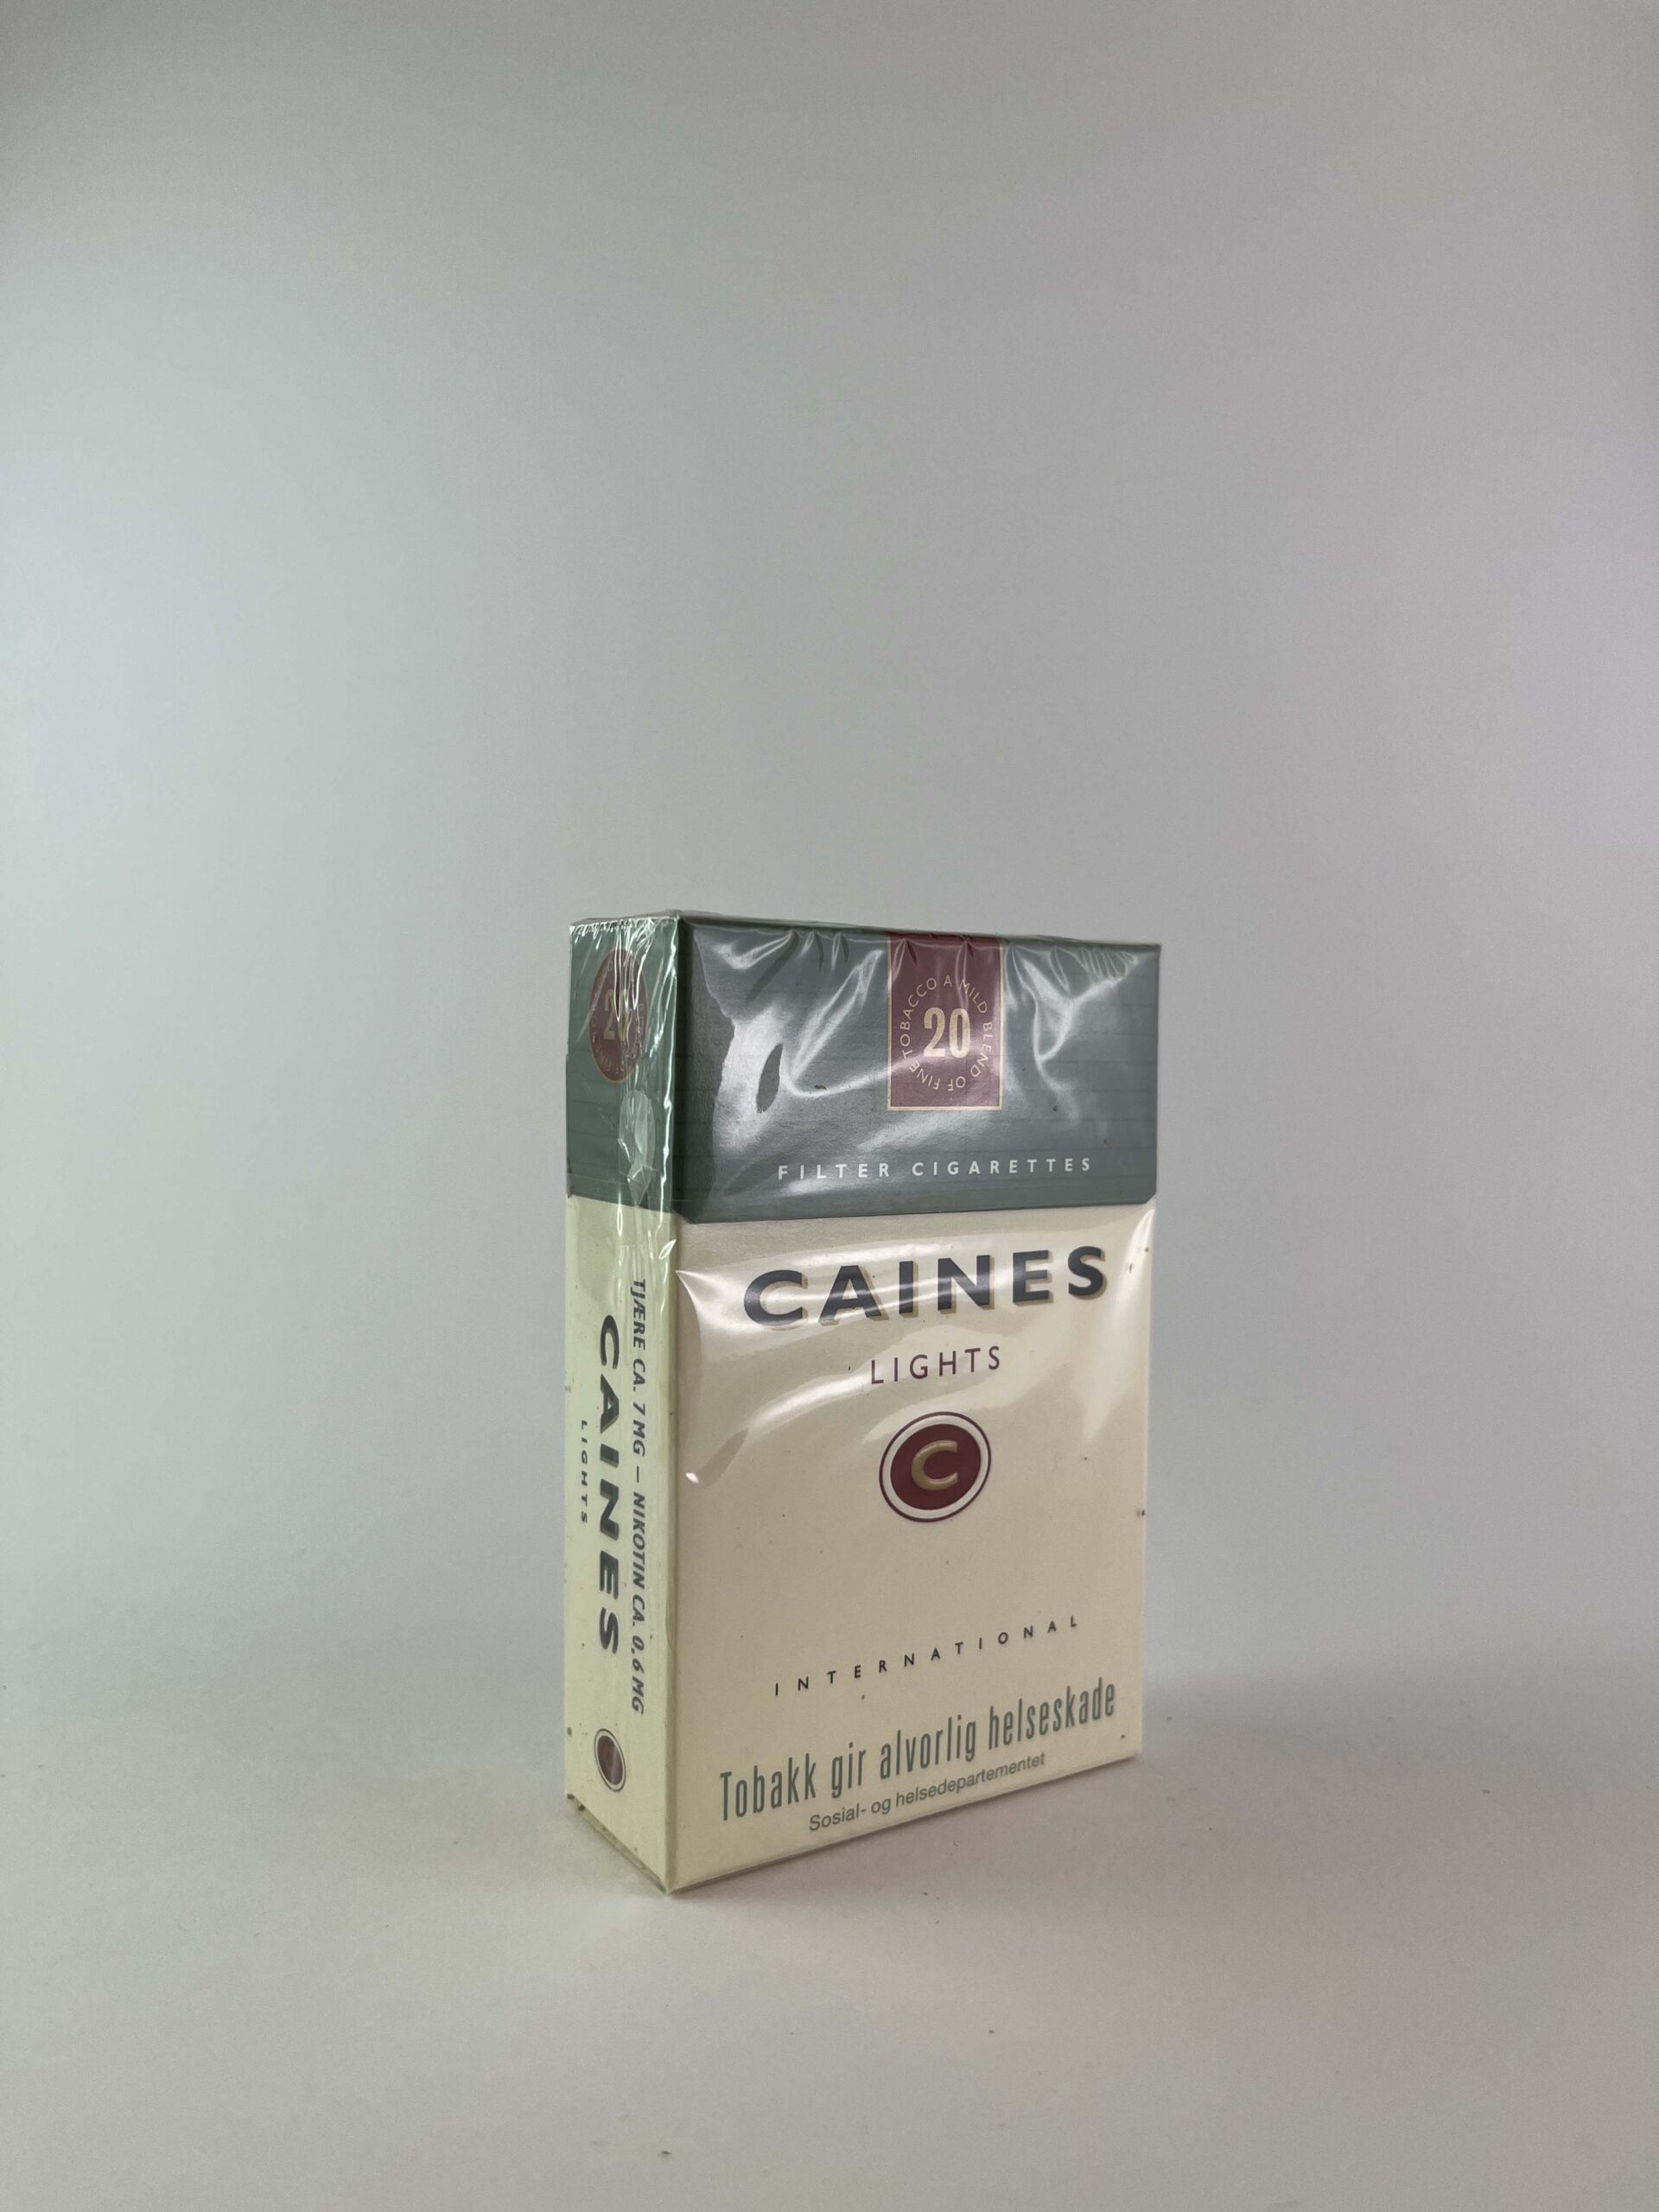 TOBACCO A MILD BLEND OF FINE
20
FILTER CIGARETTES
CAINES
LIGHTS
C
INTERNATIONAL
Tobakk gir alvorlig helseskade
Sosial- og helsedepartementet
20
TJÆRE CA. 7 MG – NIKOTIN CA. 0,6 MG
CAINES
LIGHTS